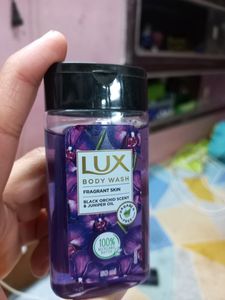 LUX
BODY WASH
FRAGRANT SKIN
BLACK ORCHID SCENT
& JUNIPER OIL
100%